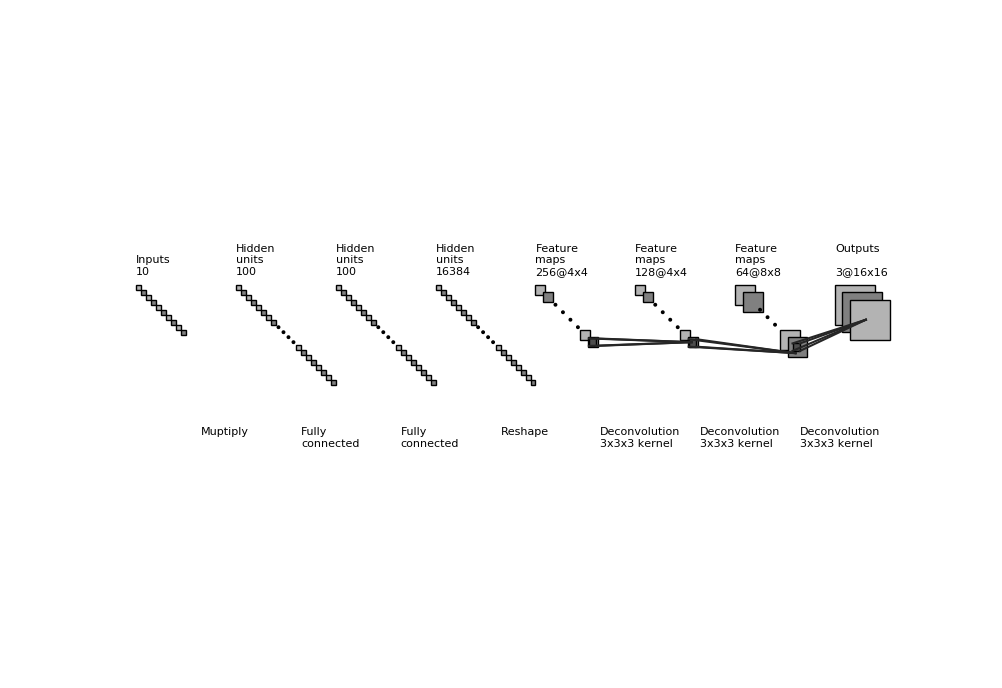 Inputs
10
Hidden
units
100
Hidden
units
100
Hidden
units
16384
Feature
maps
256@4x4
Feature
maps
128@4x4
Feature
maps
64@8x8
Outputs
3@16x16
Muptiply
Fully
connected
Fully
connected
Reshape
Deconvolution
3x3x3 kernel
Deconvolution
3x3x3 kernel
Deconvolution
3x3x3 kernel